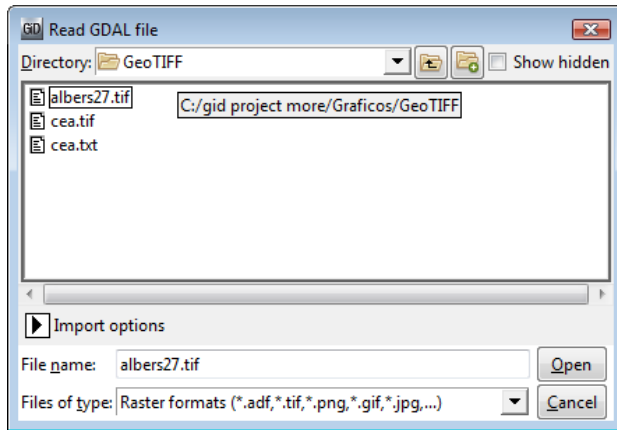 GiD Read GDAL file
Directory: GeoTIFF Show hidden
albers27.tif
C:/gid project more/Graficos/GeoTIFF
cea.tif
cea.txt
Import options
File name: albers27.tif Open
Files of type: Raster formats (*.adf,*.tif,*.png,*.gif,*.jpg,...) Cancel